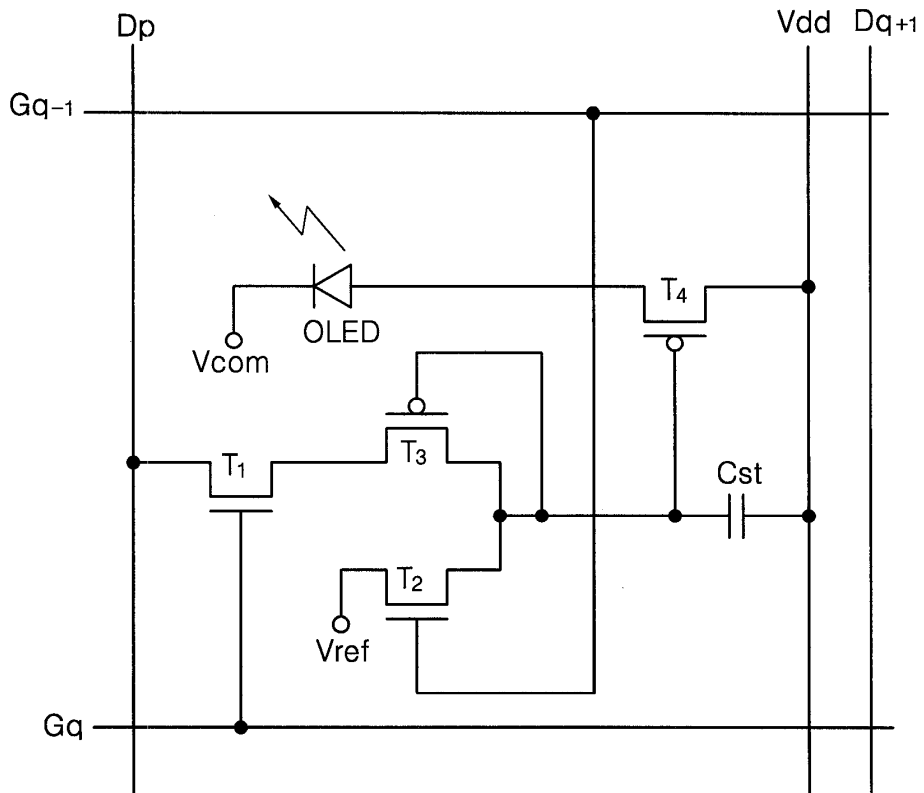 Dp
Vdd
Dq+1
Gq-1
T4
OLED
Vcom
T3
T1
Cst
T2
Vref
Gq